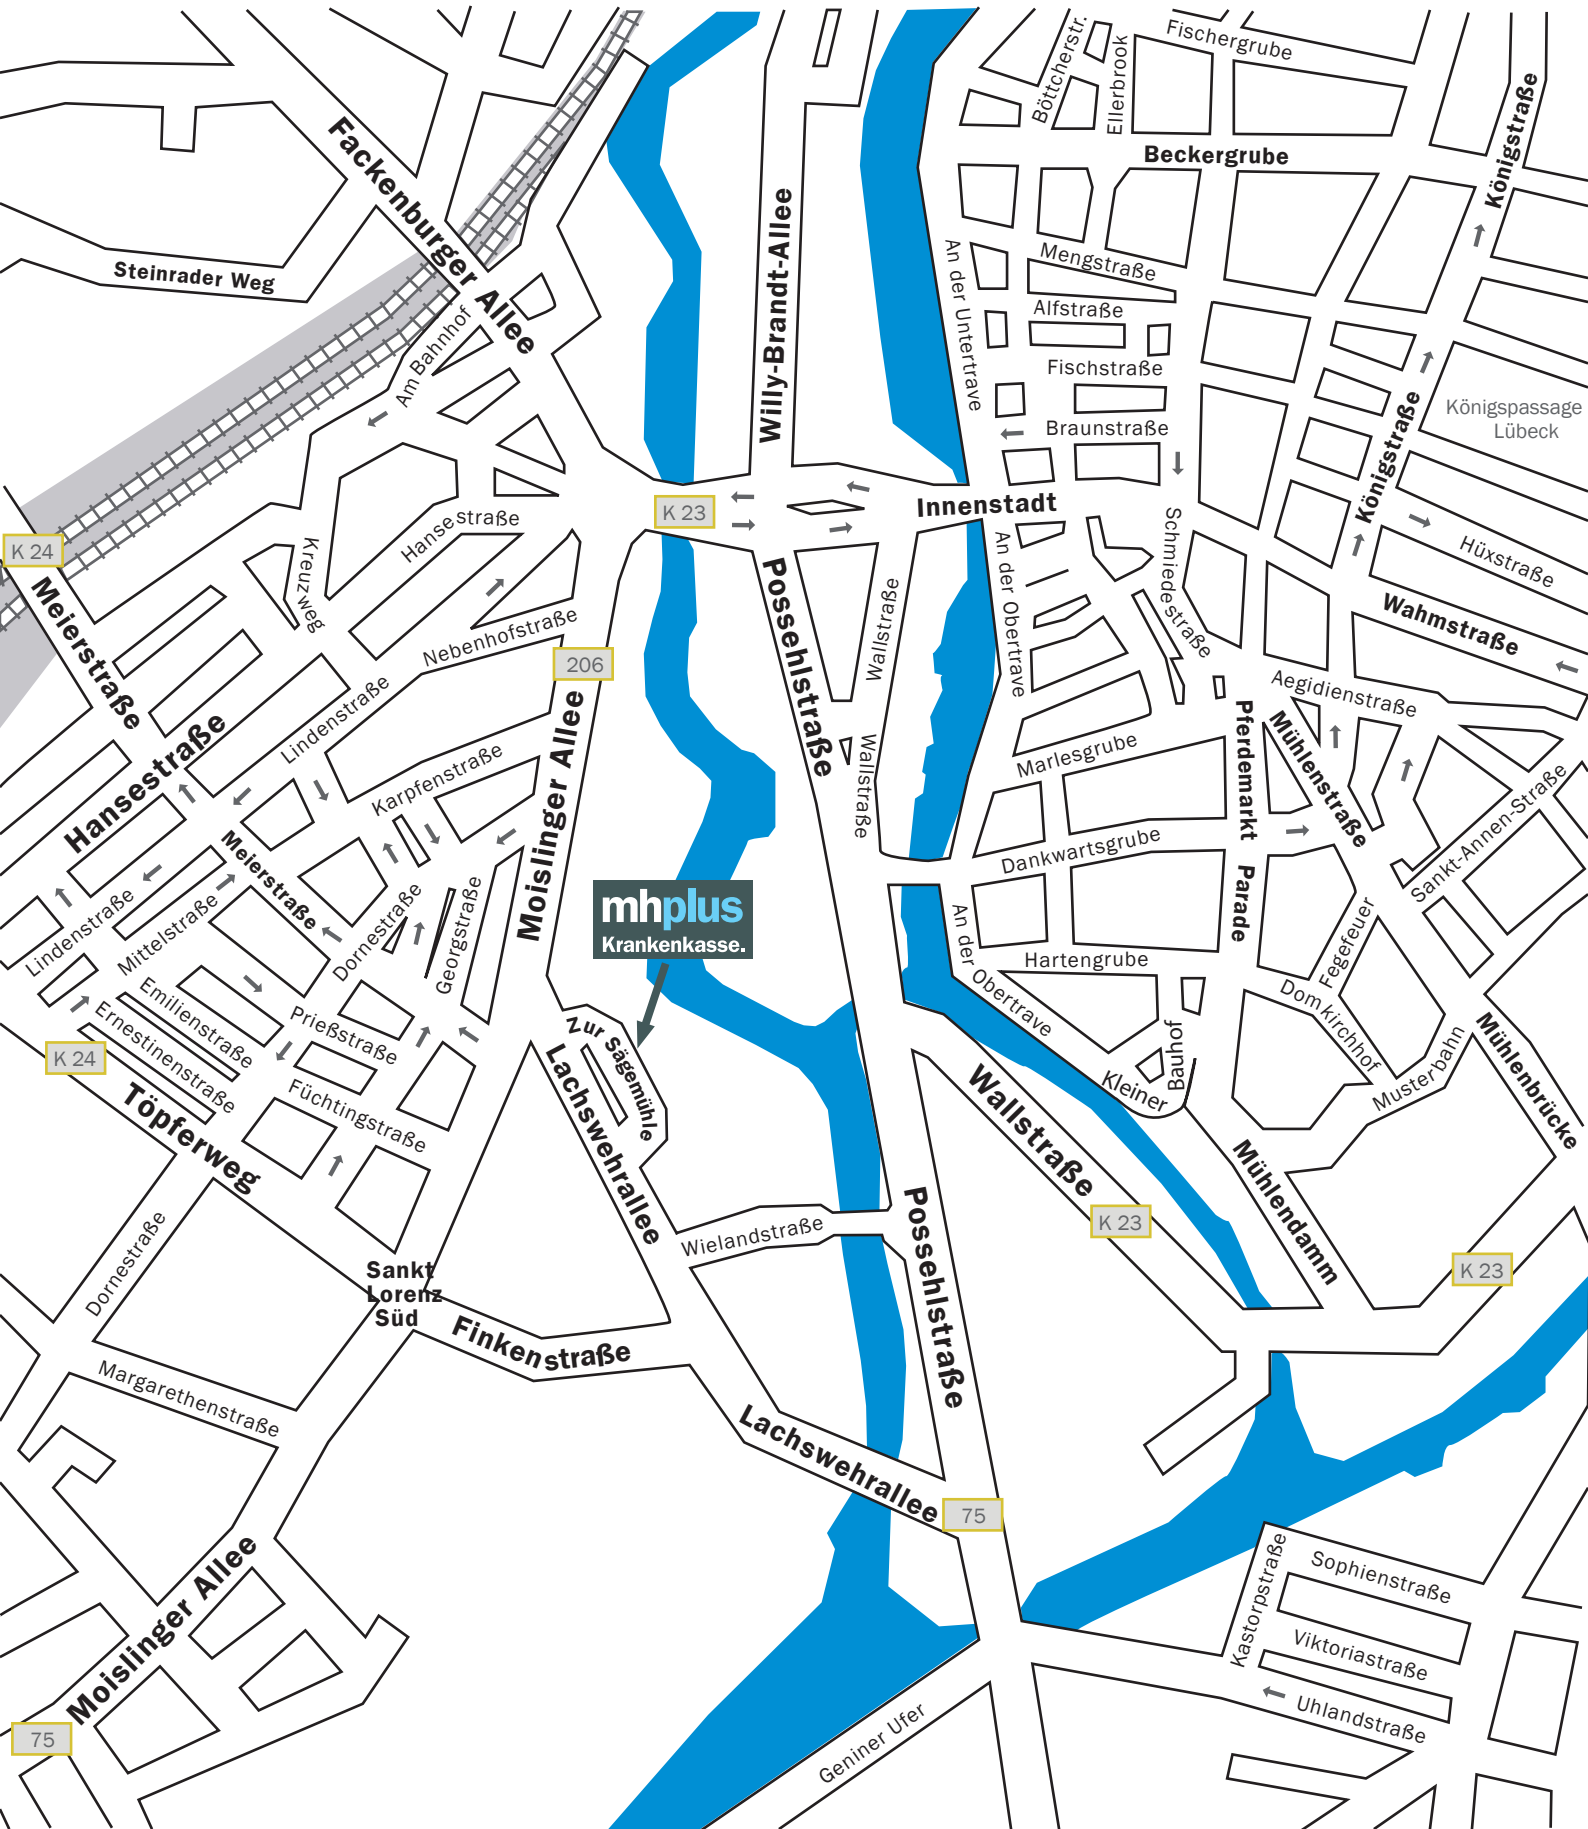 Fischergrube
Böttcherstr.
Ellerbrook
Königstraße
Beckergrube
Fackenburger Allee
Steinrader Weg
Willy-Brandt-Allee
An der Untertrave
Mengstraße
Alfstraße
Fischstraße
Braunstraße
Am Bahnhof
Königstraße
Königspassage
Lübeck
Innenstadt
K 23
K 24
Hansestraße
Kreuzweg
Hüxstraße
Wahmstraße
Schmiedestraße
An der Obertrave
Meierstraße
Nebenhofstraße
206
Possehlstraße
Wallstraße
Aegidienstraße
Lindenstraße
Hansestraße
Karpfenstraße
Moislinger Allee
Wallstraße
Marlesgrube
Pferdemarkt
Mühlenstraße
Sankt-Annen-Straße
Dankwartsgrube
Parade
Meierstraße
Lindenstraße
Mittelstraße
Dornestraße
Georgstraße
mhplus
Krankenkasse.
An der Obertrave
Hartengrube
Fegefeuer
Domkirchhof
Emilienstraße
Ernestinenstraße
Prießstraße
Füchtingstraße
K 24
Töpferweg
Zur Sägemühle
Lachswehrallee
Kleiner
Bauhof
Musterbahn
Mühlenbrücke
Wallstraße
K 23
Mühlendamm
K 23
Possehlstraße
Wielandstraße
Dornestraße
Sankt
Lorenz
Süd
Finkenstraße
Margarethenstraße
Lachswehrallee
75
Moislinger Allee
75
Kastorpstraße
Sophienstraße
Viktoriastraße
Uhlandstraße
Geniner Ufer